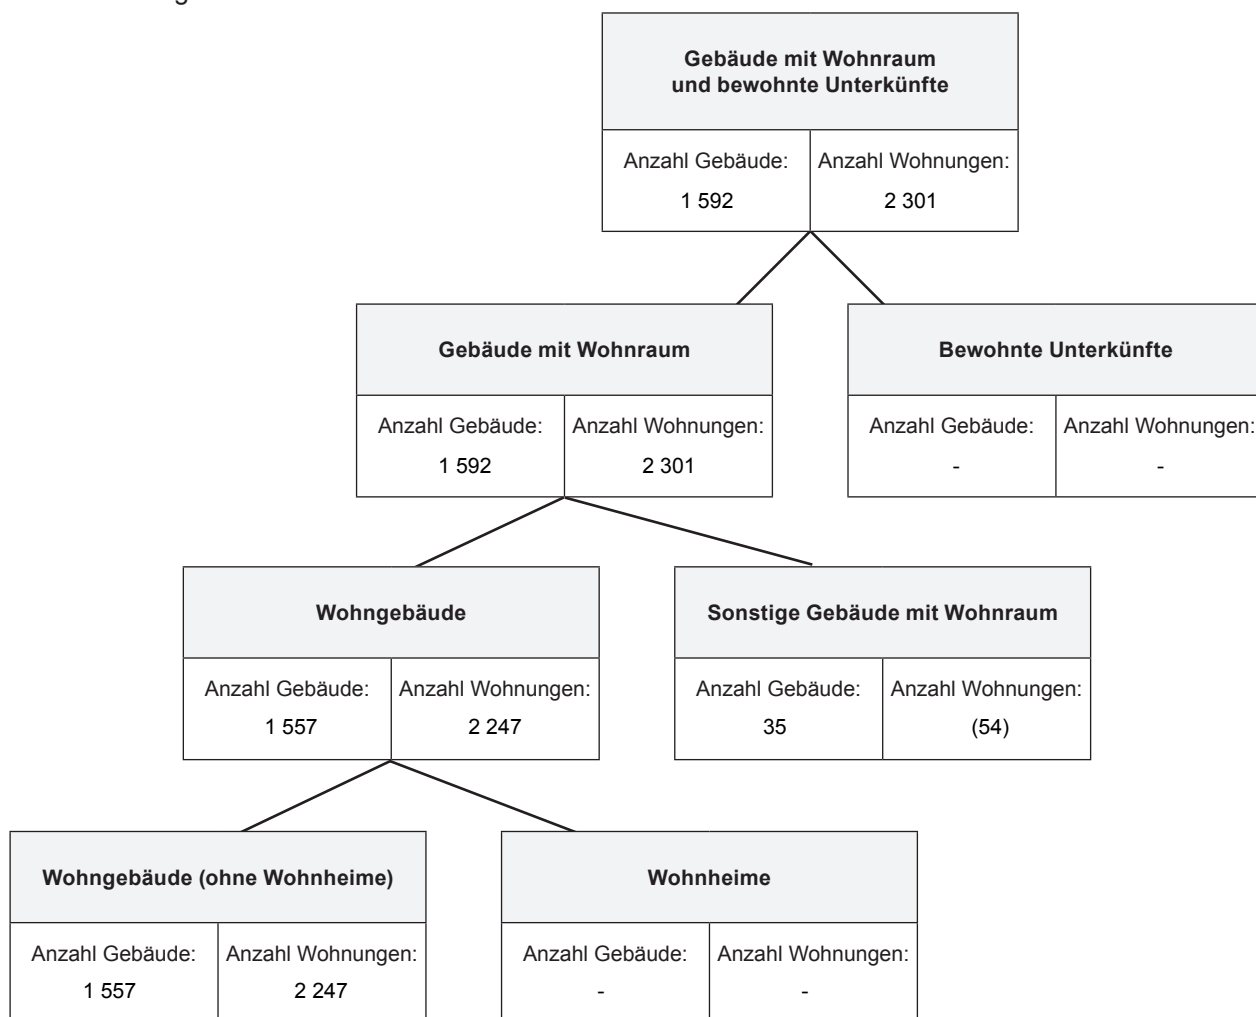 Gebäude mit Wohnraum
und bewohnte Unterkünfte
Anzahl Gebäude: Anzahl Wohnungen:
1 592 2 301
Gebäude mit Wohnraum
Anzahl Gebäude: Anzahl Wohnungen:
1 592 2 301
Bewohnte Unterkünfte
Anzahl Gebäude: Anzahl Wohnungen:
- -
Wohngebäude
Anzahl Gebäude: Anzahl Wohnungen:
1 557 2 247
Sonstige Gebäude mit Wohnraum
Anzahl Gebäude: Anzahl Wohnungen:
35 (54)
Wohngebäude (ohne Wohnheime)
Anzahl Gebäude: Anzahl Wohnungen:
1 557 2 247
Wohnheime
Anzahl Gebäude: Anzahl Wohnungen:
- -